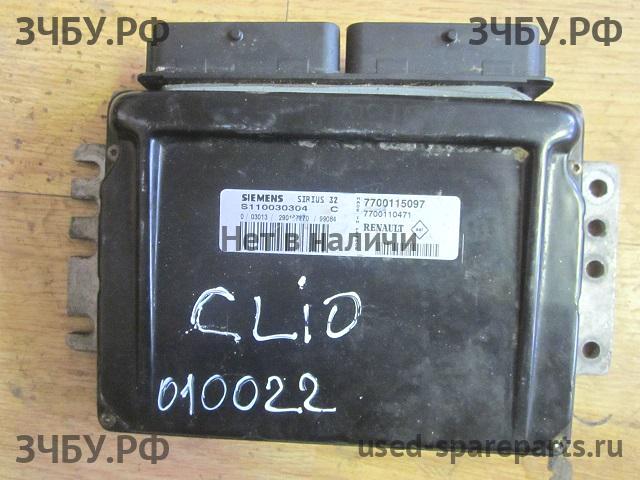 ЗЧБУ.РФ
ЗЧБУ.РФ
SIEMENS SIRIUS 32
S110030304 C
7700115097
7700110471
RENAULT
Нет в наличи
CLiO
010022
ЗЧБУ.РФ
used-spareparts.ru